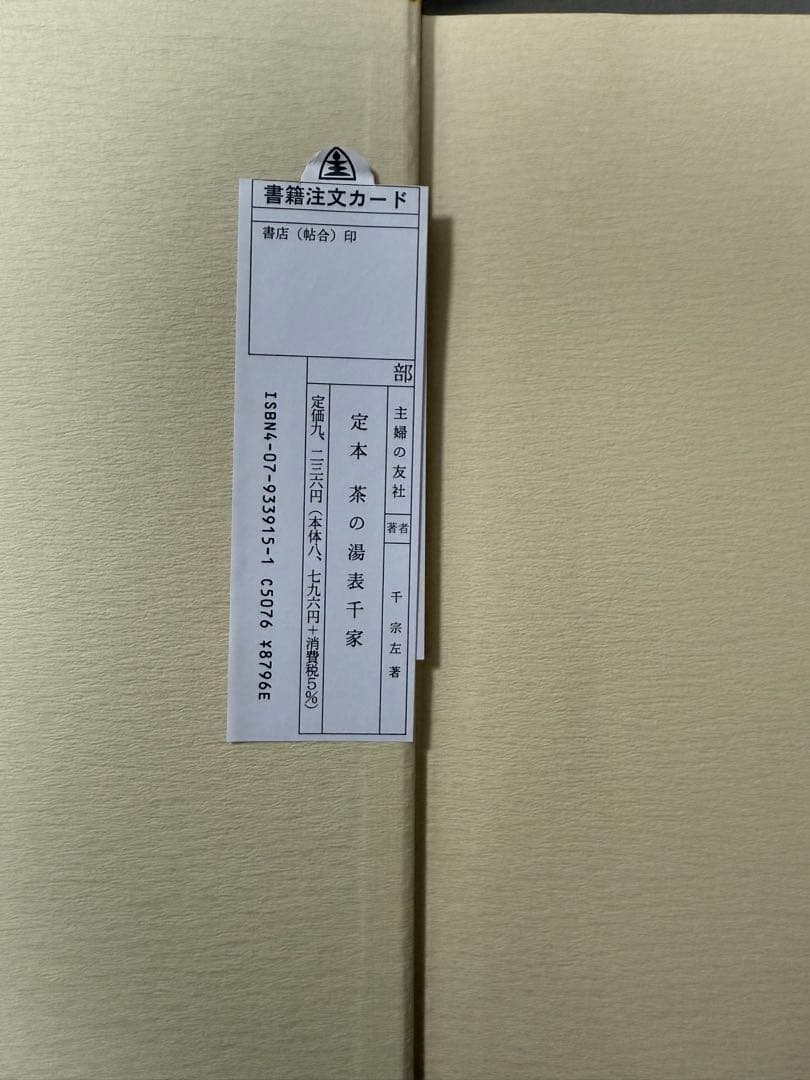 主
書籍注文カード
書店（帖合）印
部
主婦の友社
著者
千 宗左 著
定本 茶の湯表千家
定価九、二三六円（本体八、七九六円＋消費税5％）
ISBN4-07-933915-1 C5076 ¥8796E